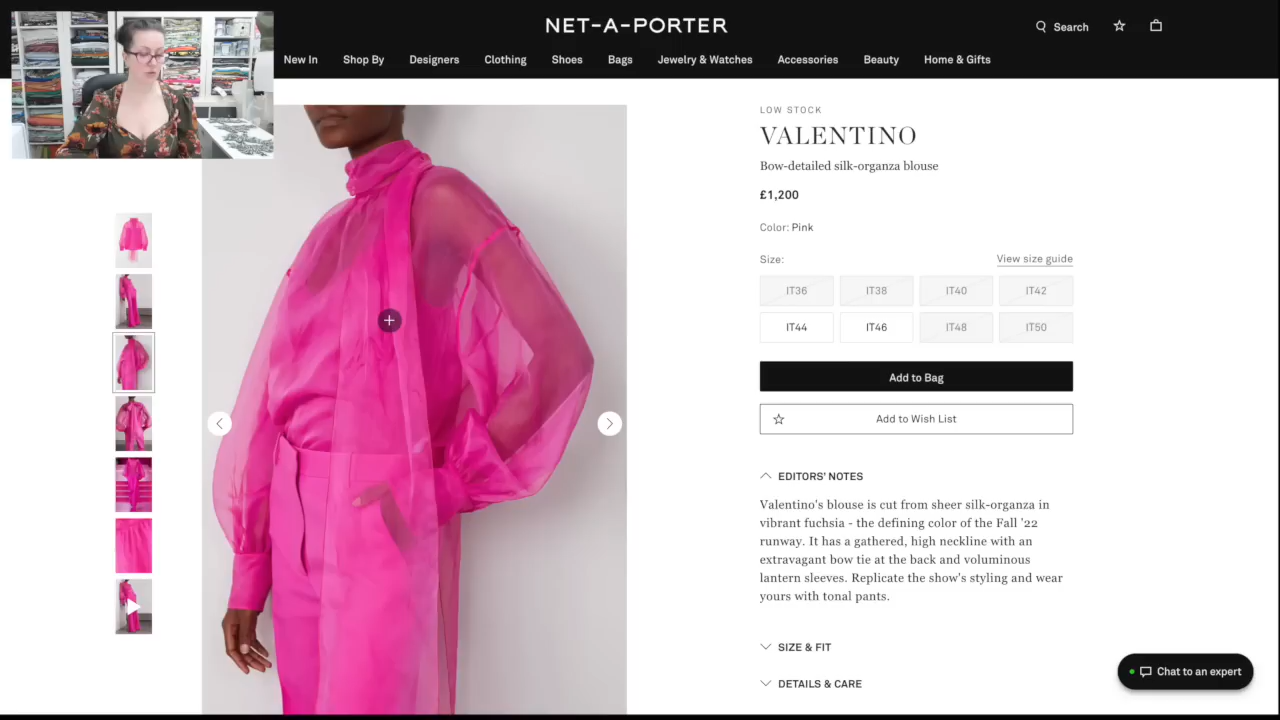 NET-A-PORTER
Search
New In
Shop By
Designers
Clothing
Shoes
Bags
Jewelry & Watches
Accessories
Beauty
Home & Gifts
LOW STOCK
VALENTINO
Bow-detailed silk-organza blouse
£1,200
Color: Pink
Size:
View size guide
IT36
IT38
IT40
IT42
IT44
IT46
IT48
IT50
Add to Bag
Add to Wish List
EDITORS' NOTES
Valentino's blouse is cut from sheer silk-organza in
vibrant fuchsia - the defining color of the Fall '22
runway. It has a gathered, high neckline with an
extravagant bow tie at the back and voluminous
lantern sleeves. Replicate the show's styling and wear
yours with tonal pants.
SIZE & FIT
DETAILS & CARE
Chat to an expert